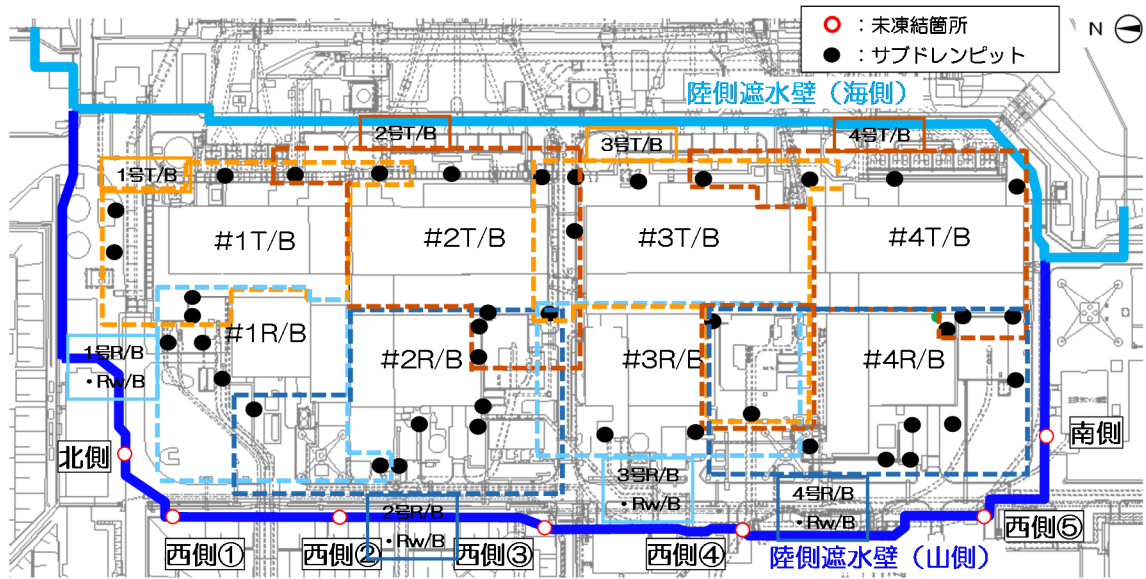 ○:未凍結箇所
●:サブドレンピット
N
陸側遮水壁(海側)
2号T/B
3号T/B
4号T/B
1号T/B
#1T/B
#2T/B
#3T/B
#4T/B
#1R/B
#2R/B
#3R/B
#4R/B
1号R/B
・Rw/B
北側
南側
3号R/B
・Rw/B
4号R/B
・Rw/B
2号R/B
・Rw/B
西側①
西側②
西側③
西側④
西側⑤
陸側遮水壁(山側)